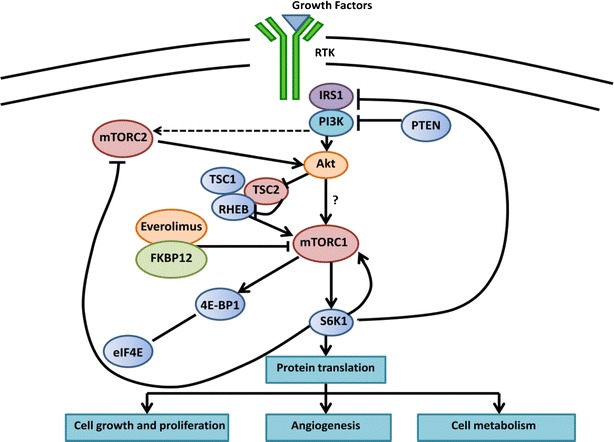 Growth Factors
RTK
IRS1
PI3K
PTEN
mTORC2
Akt
TSC1
TSC2
RHEB
?
Everolimus
FKBP12
mTORC1
4E-BP1
S6K1
eIF4E
Protein translation
Cell growth and proliferation
Angiogenesis
Cell metabolism